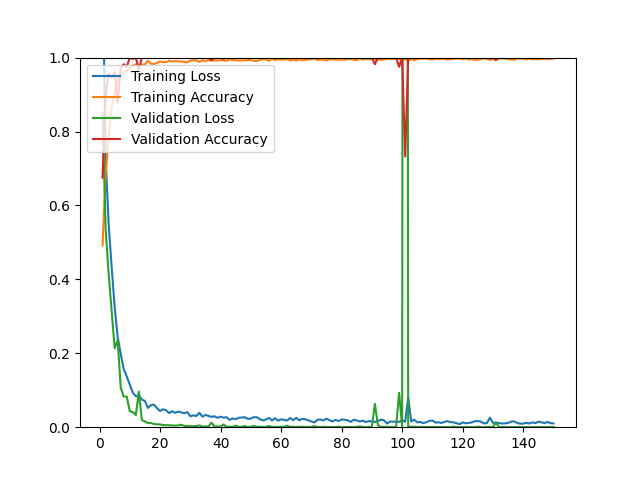 1.0
0.8
0.6
0.4
0.2
0.0
Training Loss
Training Accuracy
Validation Loss
Validation Accuracy
0 20 40 60 80 100 120 140